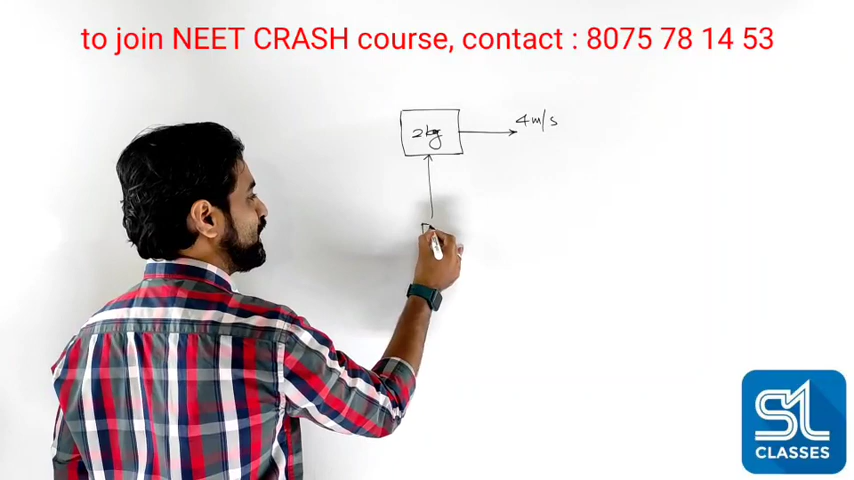 to join NEET CRASH course, contact : 8075 78 14 53
4m/s
2kg
SL
CLASSES